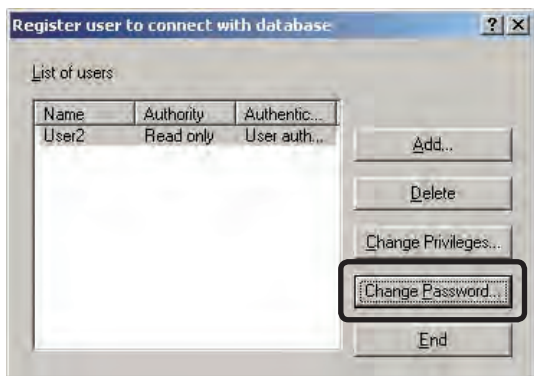 Register user to connect with database
List of users
Name Authority Authentic...
User2 Read only User auth...
Add...
Delete
Change Privileges...
Change Password...
End